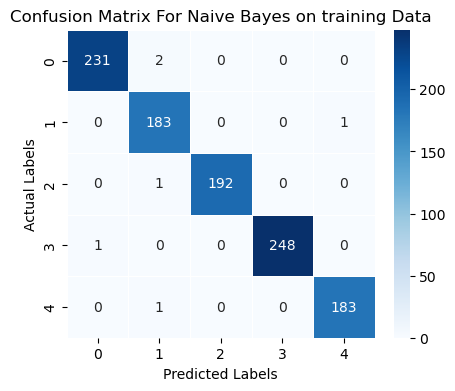 Confusion Matrix For Naive Bayes on training Data
Actual Labels
0 231 2 0 0 0
1 0 183 0 0 1
2 0 1 192 0 0
3 1 0 0 248 0
4 0 1 0 0 183
0 1 2 3 4
Predicted Labels
200
150
100
50
0